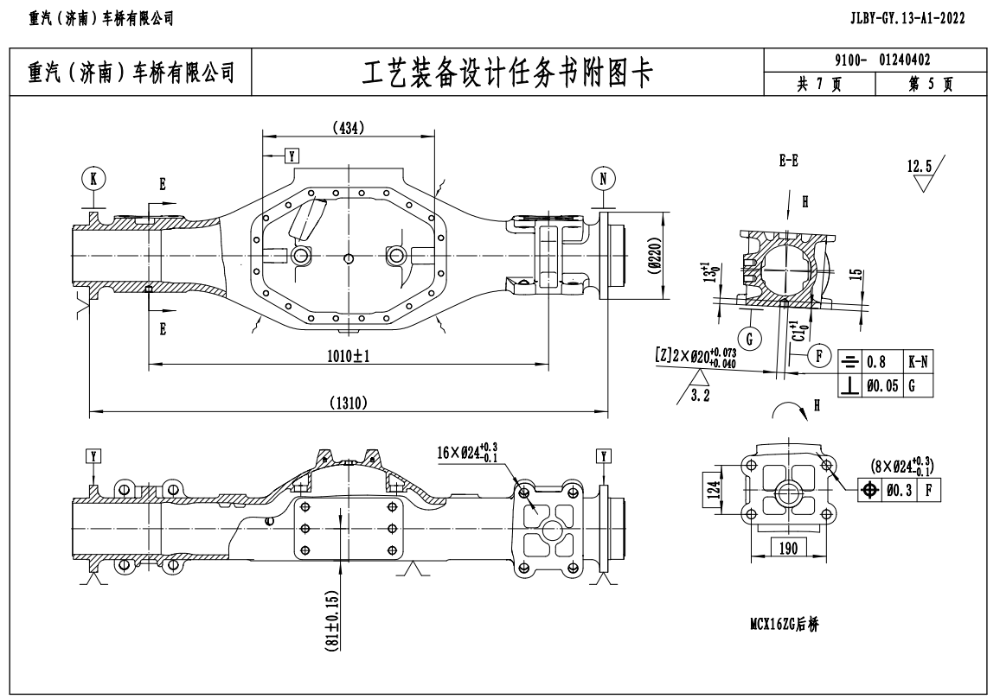 重汽（济南）车桥有限公司
JLBY-GY.13-A1-2022
重汽（济南）车桥有限公司
工艺装备设计任务书附图卡
9100- 01240402
共 7 页
第 5 页
(434)
Y
K
E
N
E-E
12.5
H
(Ø220)
13+1 0
15
E
G
C1+1 0
F
1010±1
[Z]2×Ø20+0.073 +0.040
3.2
0.8 K-N
Ø0.05 G
(1310)
H
Y
16×Ø24+0.3 -0.1
Y
(8×Ø24+0.3 -0.1)
Ø0.3 F
124
190
(81±0.15)
MCX16ZG后桥